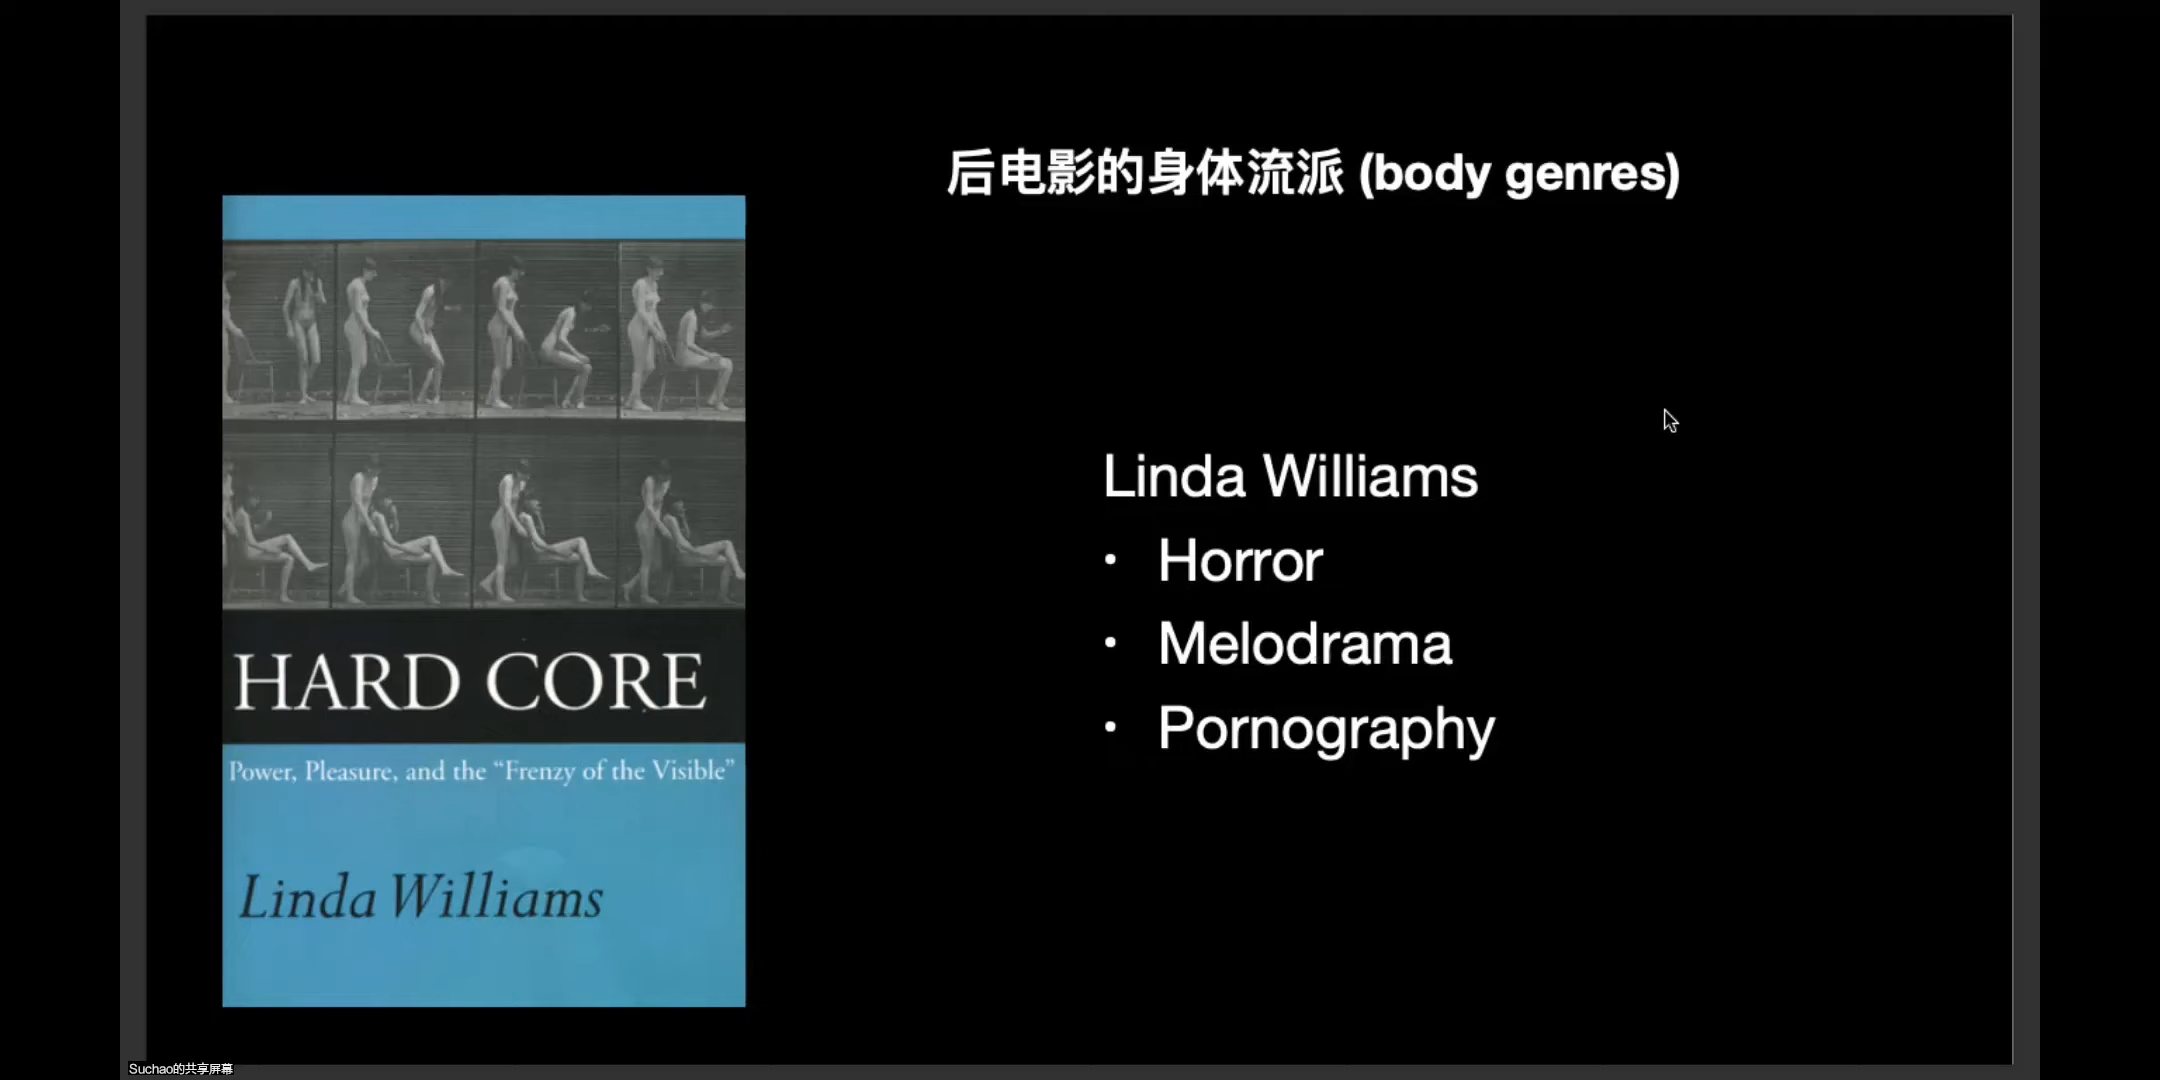 后电影的身体流派 (body genres)
HARD CORE
Power, Pleasure, and the “Frenzy of the Visible”
Linda Williams
Linda Williams
• Horror
• Melodrama
• Pornography
Suchao的共享屏幕